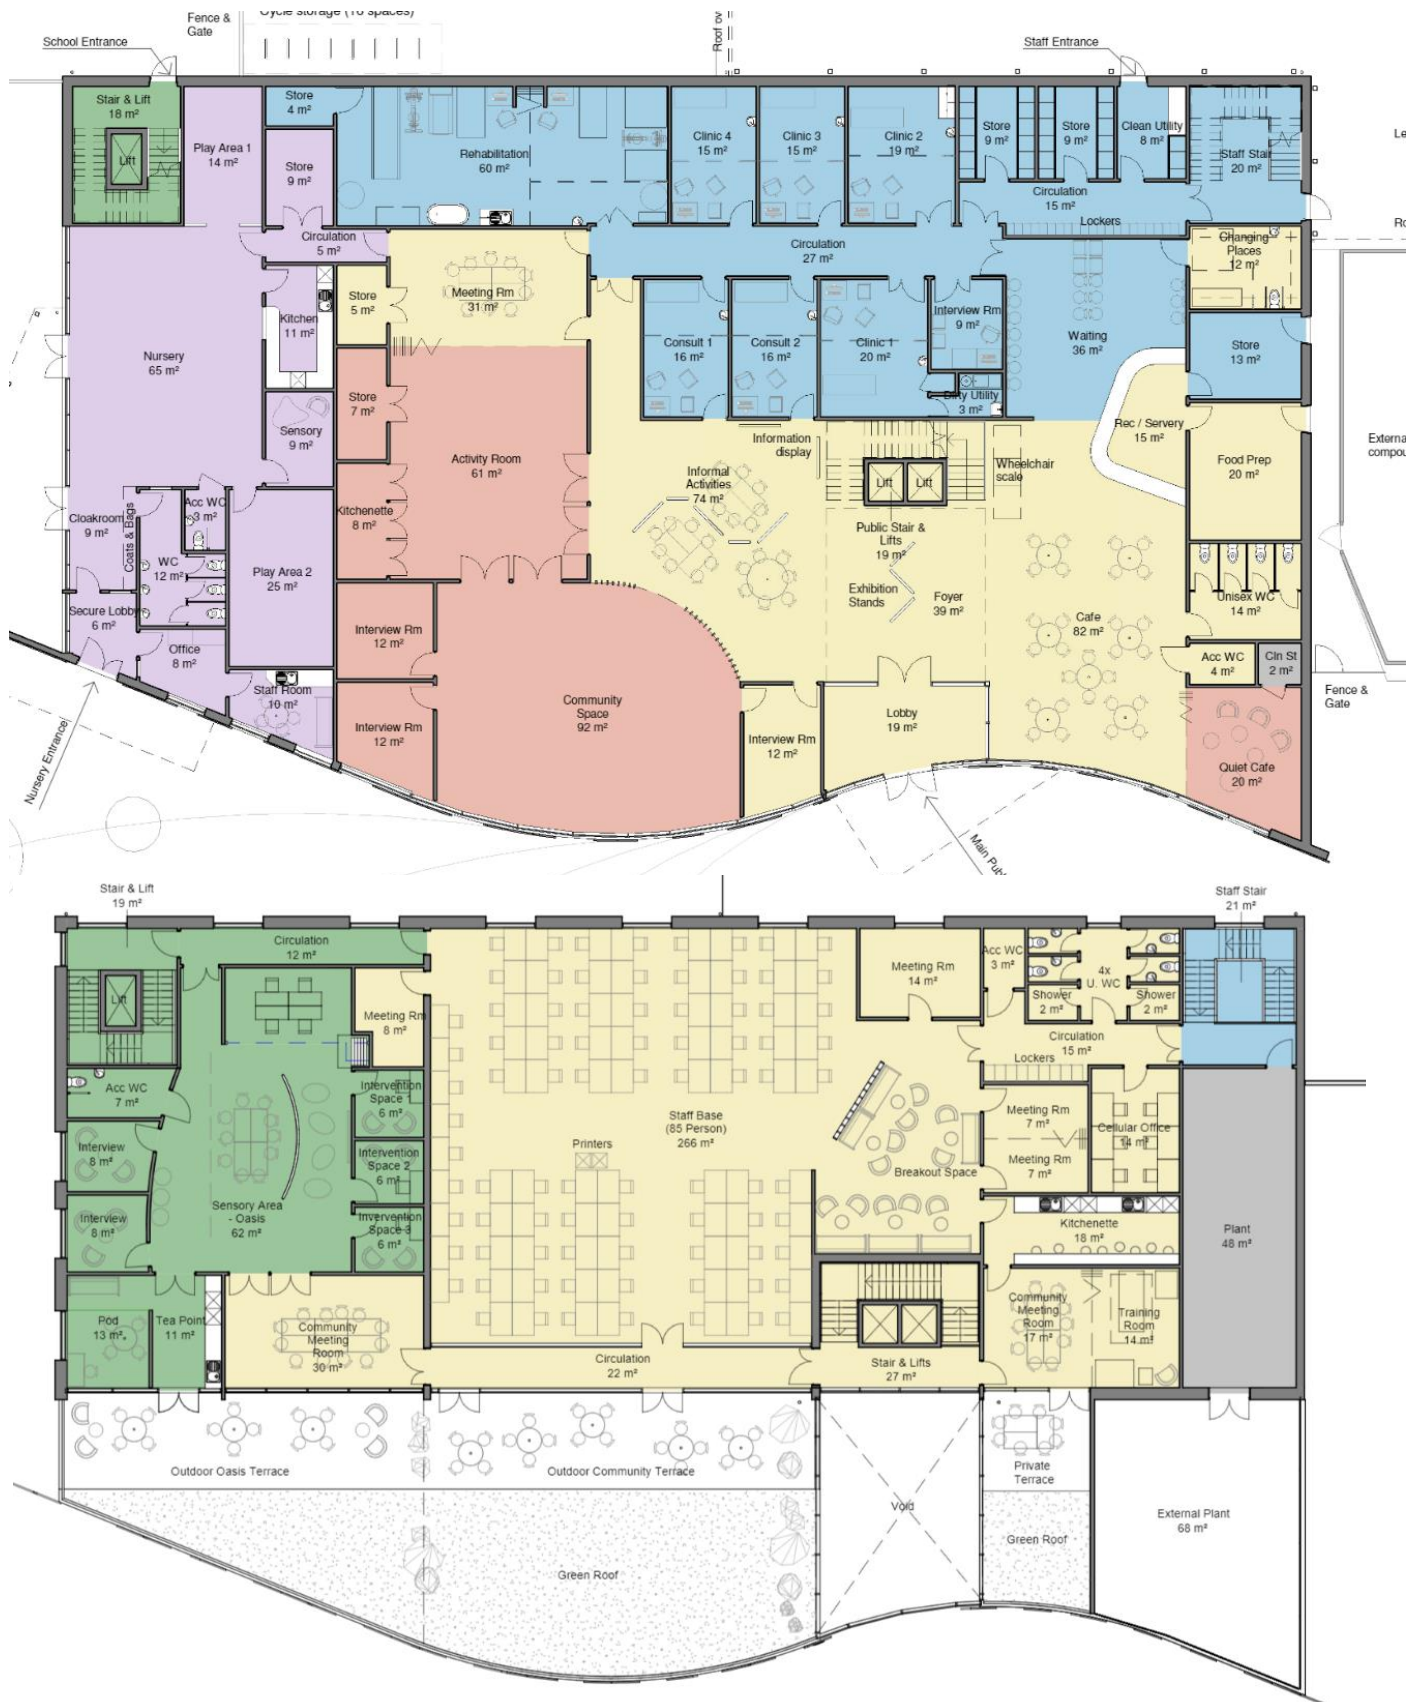 Fence &
Gate
Cycle storage (16 spaces)
School Entrance
Staff Entrance
Stair & Lift
18 m²
Lift
Play Area 1
14 m²
Store
4 m²
Store
9 m²
Rehabilitation
60 m²
Clinic 4
15 m²
Clinic 3
15 m²
Clinic 2
19 m²
Store
9 m²
Store
9 m²
Clean Utility
8 m²
Staff Stair
20 m²
Circulation
15 m²
Lockers
Circulation
5 m²
Circulation
27 m²
Changing
Places
12 m²
Meeting Rm
31 m²
Store
5 m²
Kitchen
11 m²
Nursery
65 m²
Consult 1
16 m²
Consult 2
16 m²
Clinic 1
20 m²
Interview Rm
9 m²
Waiting
36 m²
Store
13 m²
Dirty Utility
3 m²
Store
7 m²
Sensory
9 m²
Activity Room
61 m²
Information
display
Rec / Servery
15 m²
Informal
Activities
74 m²
Lift
Lift
Wheelchair
scale
Food Prep
20 m²
Cloakroom
9 m²
Coats & Bags
Acc WC
3 m²
Kitchenette
8 m²
Public Stair &
Lifts
19 m²
WC
12 m²
Play Area 2
25 m²
Exhibition
Stands
Foyer
39 m²
Unisex WC
14 m²
Secure Lobby
6 m²
Interview Rm
12 m²
Cafe
82 m²
Office
8 m²
Acc WC
4 m²
Cln St
2 m²
Fence &
Gate
Staff Room
10 m²
Community
Space
92 m²
Interview Rm
12 m²
Interview Rm
12 m²
Lobby
19 m²
Quiet Cafe
20 m²
Nursery Entrance
Stair & Lift
19 m²
Staff Stair
21 m²
Circulation
12 m²
Lift
Meeting Rm
8 m²
Meeting Rm
14 m²
Acc WC
3 m²
4x
U. WC
Shower
2 m²
Shower
2 m²
Circulation
15 m²
Lockers
Acc WC
7 m²
Intervention
Space 1
6 m²
Staff Base
(85 Person)
266 m²
Meeting Rm
7 m²
Cellular Office
14 m²
Interview
8 m²
Intervention
Space 2
6 m²
Printers
Meeting Rm
7 m²
Breakout Space
Interview
8 m²
Sensory Area
- Oasis
62 m²
Intervention
Space 3
6 m²
Kitchenette
18 m²
Plant
48 m²
Pod
13 m²
Tea Point
11 m²
Community
Meeting
Room
30 m²
Community
Meeting
Room
17 m²
Training
Room
14 m²
Circulation
22 m²
Stair & Lifts
27 m²
Outdoor Oasis Terrace
Outdoor Community Terrace
Private
Terrace
Void
External Plant
68 m²
Green Roof
Green Roof